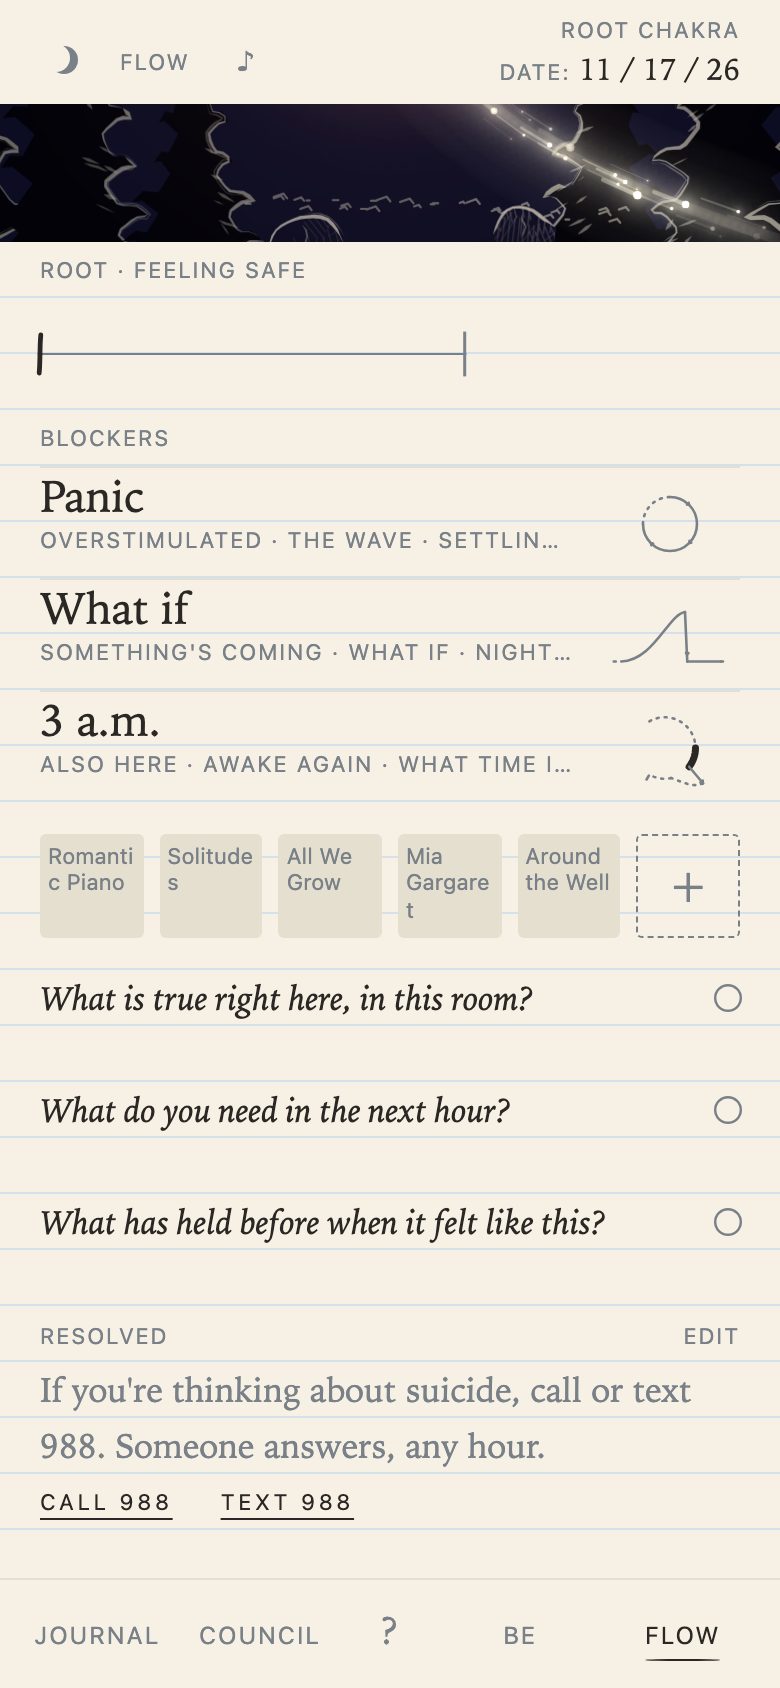 FLOW ♪
ROOT CHAKRA
DATE: 11 / 17 / 26
ROOT · FEELING SAFE
BLOCKERS
Panic
OVERSTIMULATED · THE WAVE · SETTLIN…
What if
SOMETHING'S COMING · WHAT IF · NIGHT…
3 a.m.
ALSO HERE · AWAKE AGAIN · WHAT TIME I…
Romanti
c Piano
Solitude
s
All We
Grow
Mia
Gargare
t
Around
the Well
+
What is true right here, in this room?
What do you need in the next hour?
What has held before when it felt like this?
RESOLVED EDIT
If you're thinking about suicide, call or text
988. Someone answers, any hour.
CALL 988 TEXT 988
JOURNAL COUNCIL ? BE FLOW